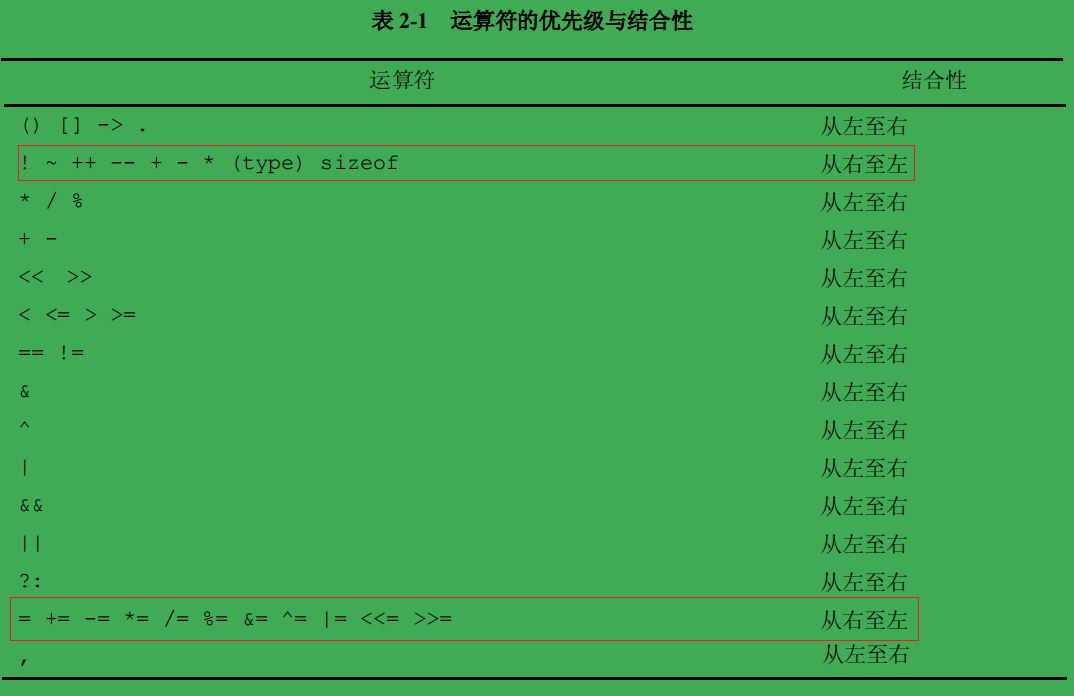 表 2-1 运算符的优先级与结合性
运算符 结合性
() [] -> . 从左至右
! ~ ++ -- + - * (type) sizeof 从右至左
* / % 从左至右
+ - 从左至右
<< >> 从左至右
< <= > >= 从左至右
== != 从左至右
& 从左至右
^ 从左至右
| 从左至右
&& 从左至右
|| 从左至右
?: 从左至右
= += -= *= /= %= &= ^= |= <<= >>= 从右至左
, 从左至右